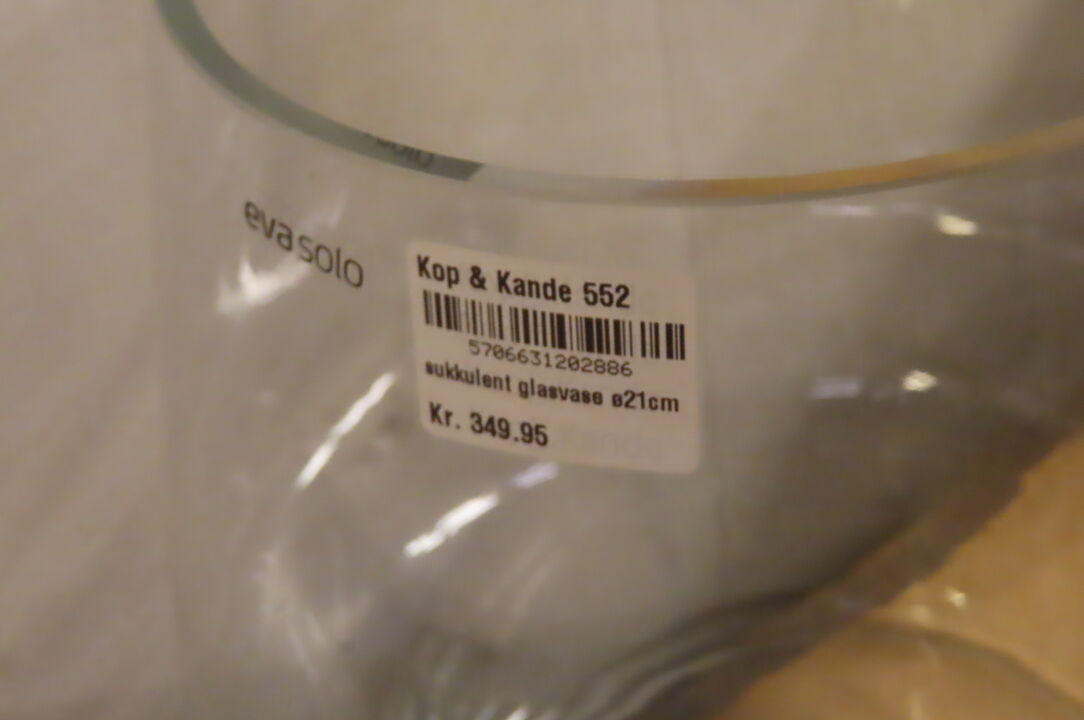 eva solo
Kop & Kande 552
5706631202886
sukkulent glasvase ø21cm
Kr. 349.95